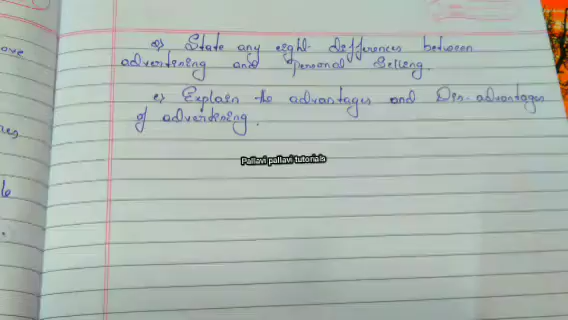 ove
State any eight differences between
advertising and personal Selling.
e) Explain the advantages and Dis-advantages
of advertising.
Pallavi pallavi tutorials